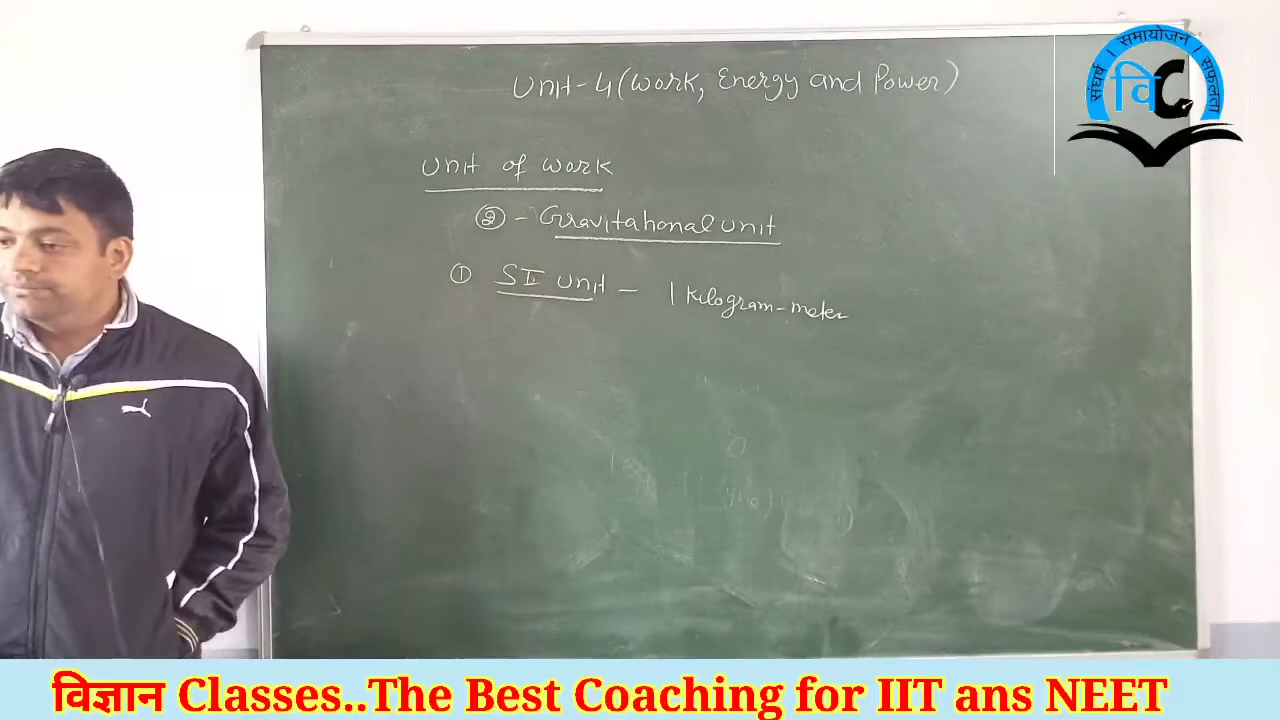 Unit-4 (Work, Energy and Power)
संघर्ष । समायोजन । सफलता
वि C
Unit of work
② - Gravitational unit
① SI unit - 1 Kilogram-meter
विज्ञान Classes..The Best Coaching for IIT ans NEET